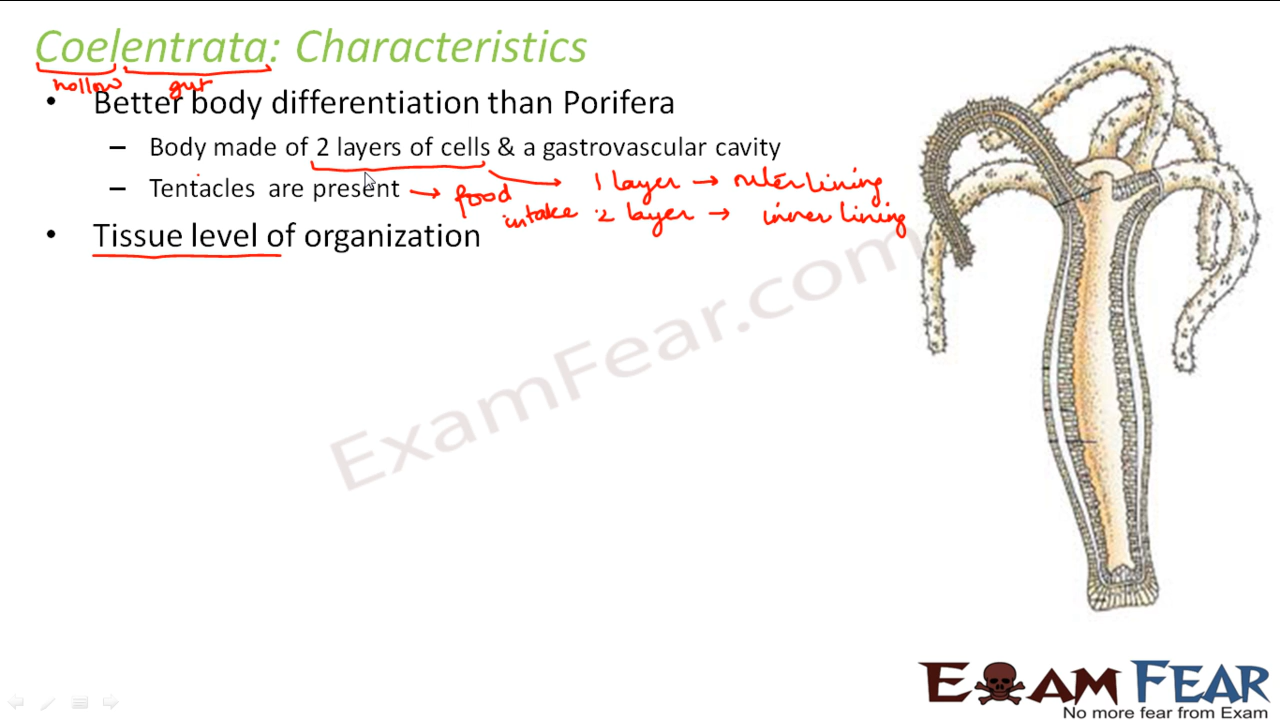 Coelentrata: Characteristics
hollow gut
• Better body differentiation than Porifera
– Body made of 2 layers of cells & a gastrovascular cavity
– Tentacles are present → food intake
1 layer → outer lining
2 layer → inner lining
• Tissue level of organization
ExamFear.com
EXAM FEAR
No more fear from Exam